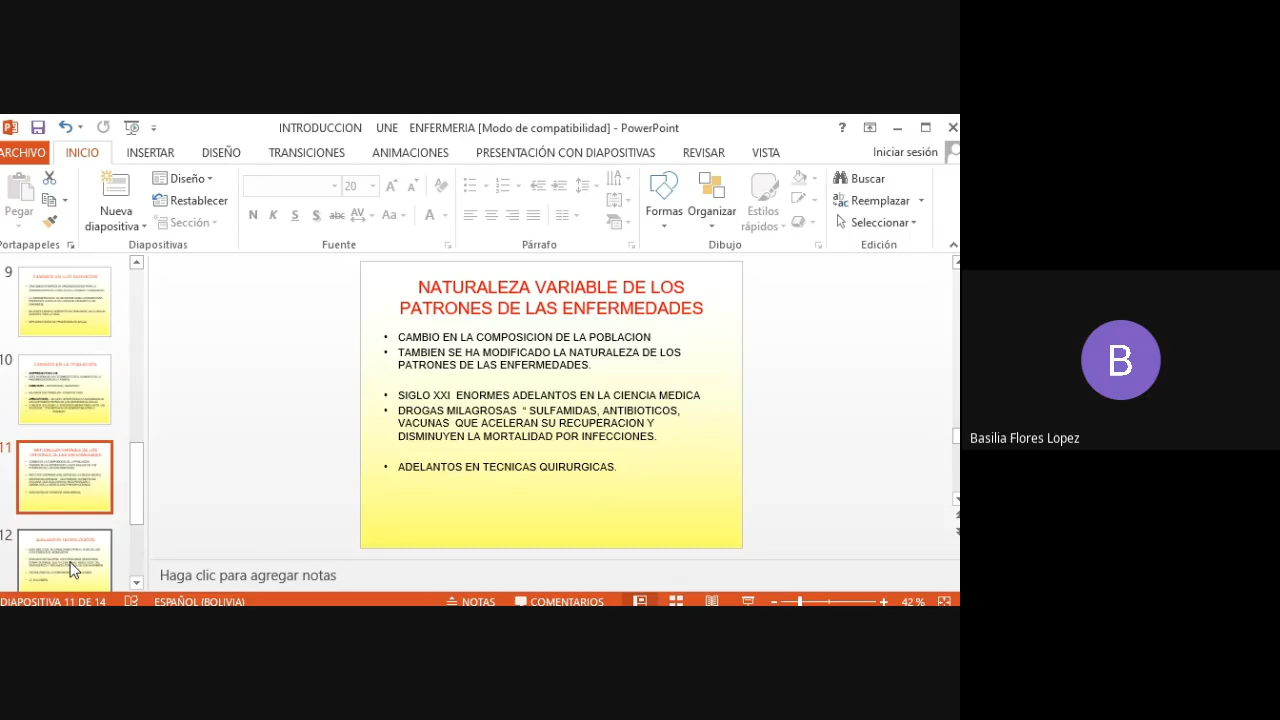 INTRODUCCION UNE ENFERMERIA [Modo de compatibilidad] - PowerPoint
?
ARCHIVO INICIO INSERTAR DISEÑO TRANSICIONES ANIMACIONES PRESENTACIÓN CON DIAPOSITIVAS REVISAR VISTA Iniciar sesión
Pegar
Portapapeles
Nueva
diapositiva
Diseño
Restablecer
Sección
Diapositivas
20
N K S S abc AV Aa A
Fuente
Párrafo
Formas
Organizar
Estilos
rápidos
Dibujo
Buscar
Reemplazar
Seleccionar
Edición
9
10
11
12
NATURALEZA VARIABLE DE LOS
PATRONES DE LAS ENFERMEDADES
• CAMBIO EN LA COMPOSICION DE LA POBLACION
• TAMBIEN SE HA MODIFICADO LA NATURALEZA DE LOS
PATRONES DE LAS ENFERMEDADES.
• SIGLO XXI ENORMES ADELANTOS EN LA CIENCIA MEDICA
• DROGAS MILAGROSAS " SULFAMIDAS, ANTIBIOTICOS,
VACUNAS QUE ACELERAN SU RECUPERACION Y
DISMINUYEN LA MORTALIDAD POR INFECCIONES.
• ADELANTOS EN TECNICAS QUIRURGICAS.
Haga clic para agregar notas
DIAPOSITIVA 11 DE 14 ESPAÑOL (BOLIVIA) NOTAS COMENTARIOS 42 %
B
Basilia Flores Lopez